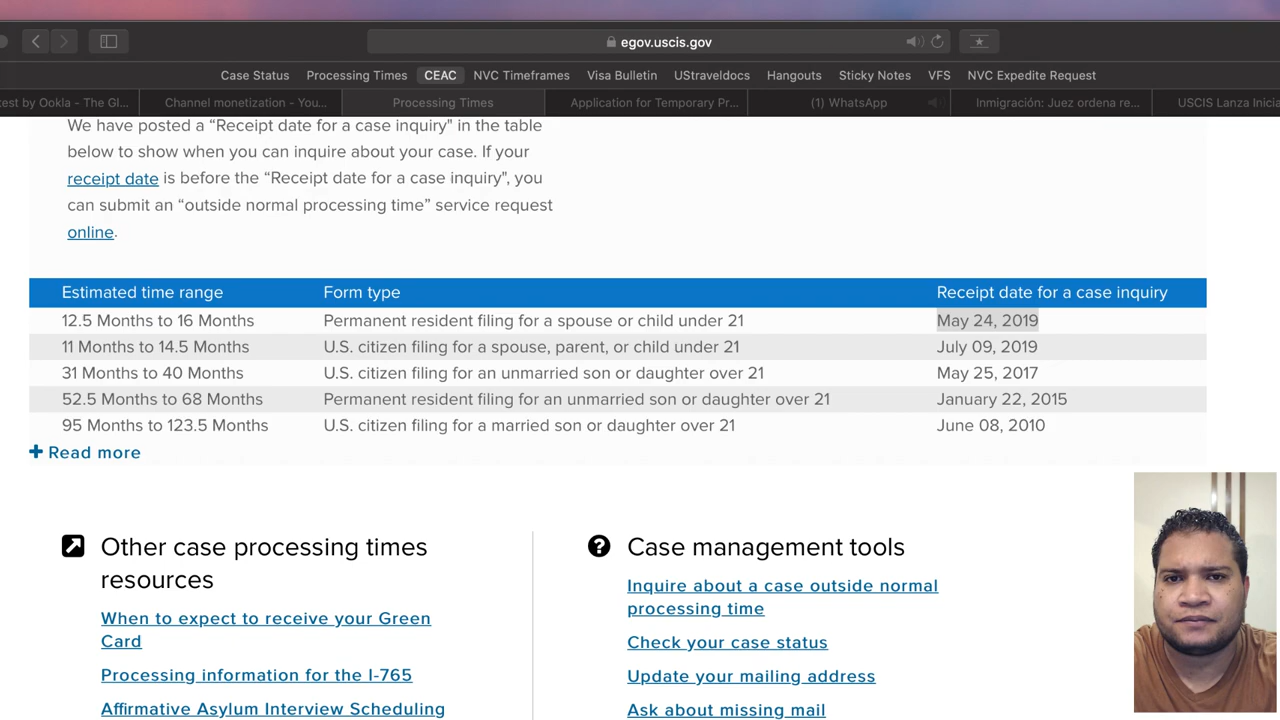 egov.uscis.gov
Case Status Processing Times CEAC NVC Timeframes Visa Bulletin UStraveldocs Hangouts Sticky Notes VFS NVC Expedite Request
test by Ookla - The Gl... Channel monetization - You... Processing Times Application for Temporary Pr... (1) WhatsApp Inmigración: Juez ordena re... USCIS Lanza Inicia
We have posted a “Receipt date for a case inquiry" in the table
below to show when you can inquire about your case. If your
receipt date is before the “Receipt date for a case inquiry”, you
can submit an “outside normal processing time” service request
online.
Estimated time range Form type Receipt date for a case inquiry
12.5 Months to 16 Months Permanent resident filing for a spouse or child under 21 May 24, 2019
11 Months to 14.5 Months U.S. citizen filing for a spouse, parent, or child under 21 July 09, 2019
31 Months to 40 Months U.S. citizen filing for an unmarried son or daughter over 21 May 25, 2017
52.5 Months to 68 Months Permanent resident filing for an unmarried son or daughter over 21 January 22, 2015
95 Months to 123.5 Months U.S. citizen filing for a married son or daughter over 21 June 08, 2010
+ Read more
Other case processing times
resources
When to expect to receive your Green
Card
Processing information for the I-765
Affirmative Asylum Interview Scheduling
Case management tools
Inquire about a case outside normal
processing time
Check your case status
Update your mailing address
Ask about missing mail